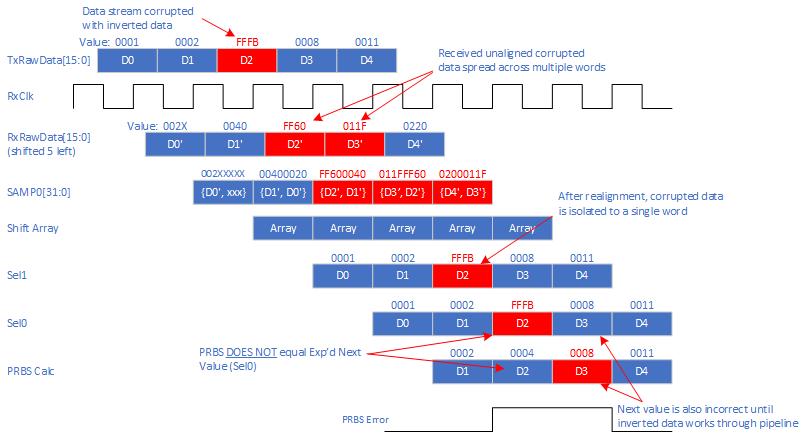 Data stream corrupted
with inverted data
Value: 0001 0002 FFFB 0008 0011
TxRawData[15:0] D0 D1 D2 D3 D4
Received unaligned corrupted
data spread across multiple words
RxClk
Value: 002X 0040 FF60 011F 0220
RxRawData[15:0] D0' D1' D2' D3' D4'
(shifted 5 left)
002XXXXX 00400020 FF600040 011FFF60 0200011F
SAMP0[31:0] {D0', xxx} {D1', D0'} {D2', D1'} {D3', D2'} {D4', D3'}
After realignment, corrupted data
is isolated to a single word
Shift Array Array Array Array Array Array
0001 0002 FFFB 0008 0011
Sel1 D0 D1 D2 D3 D4
0001 0002 FFFB 0008 0011
Sel0 D0 D1 D2 D3 D4
PRBS DOES NOT equal Exp'd Next
Value (Sel0)
0002 0004 0008 0011
PRBS Calc D1 D2 D3 D4
Next value is also incorrect until
inverted data works through pipeline
PRBS Error